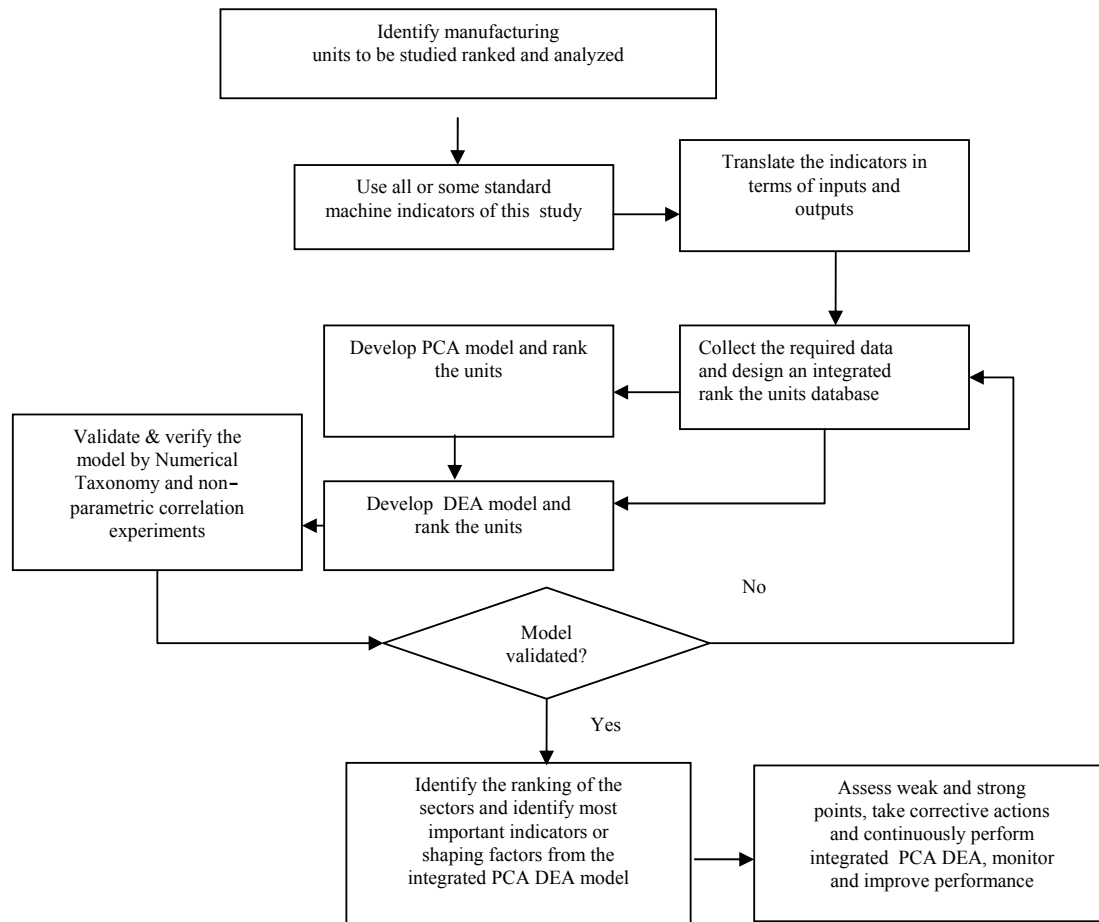 Identify manufacturing
units to be studied ranked and analyzed
Use all or some standard
machine indicators of this study
Translate the indicators in
terms of inputs and
outputs
Develop PCA model and rank
the units
Collect the required data
and design an integrated
rank the units database
Validate & verify the
model by Numerical
Taxonomy and non-
parametric correlation
experiments
Develop DEA model and
rank the units
No
Model
validated?
Yes
Identify the ranking of the
sectors and identify most
important indicators or
shaping factors from the
integrated PCA DEA model
Assess weak and strong
points, take corrective actions
and continuously perform
integrated PCA DEA, monitor
and improve performance